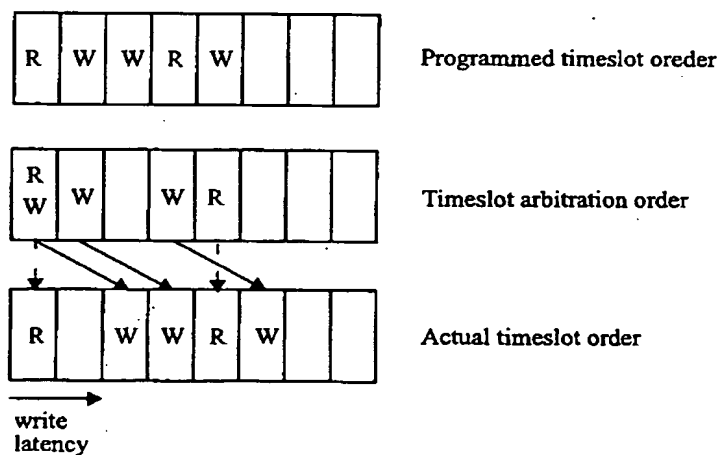 R W W R W
Programmed timeslot oreder
R
W W W R
Timeslot arbitration order
R W W R W
Actual timeslot order
write
latency